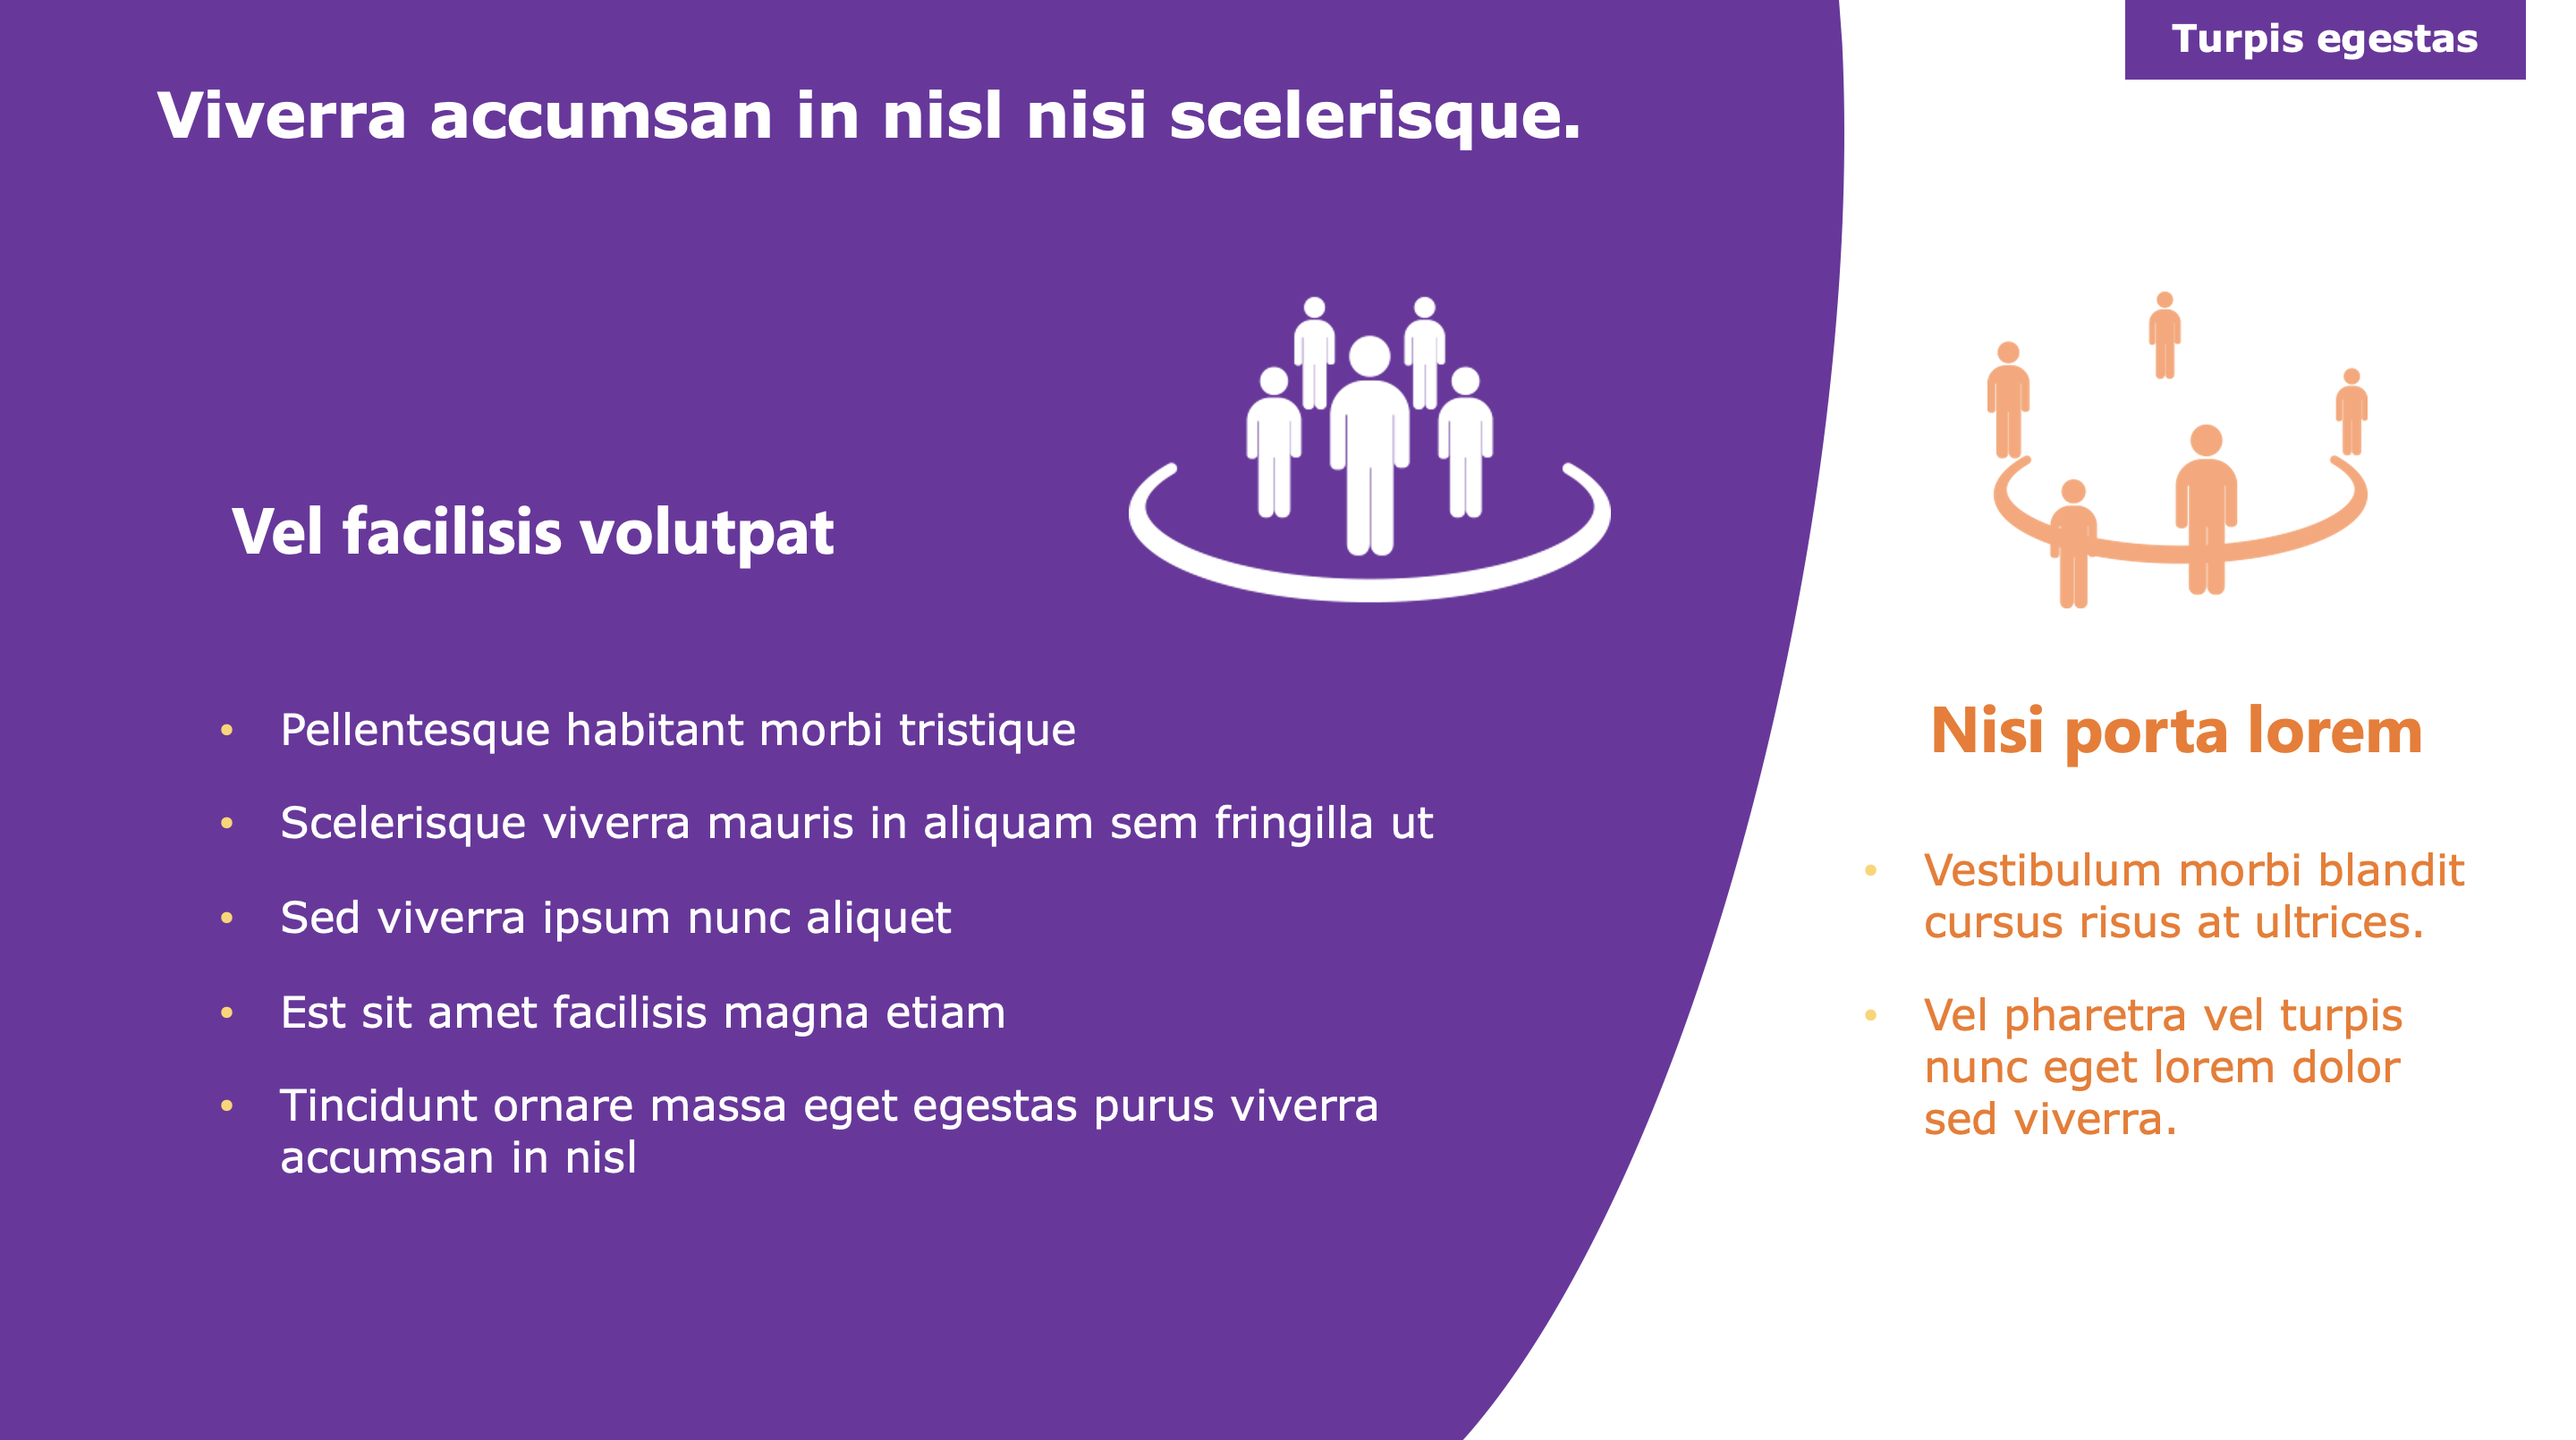 Turpis egestas
Viverra accumsan in nisl nisi scelerisque.
Vel facilisis volutpat
• Pellentesque habitant morbi tristique
• Scelerisque viverra mauris in aliquam sem fringilla ut
• Sed viverra ipsum nunc aliquet
• Est sit amet facilisis magna etiam
• Tincidunt ornare massa eget egestas purus viverra
accumsan in nisl
Nisi porta lorem
• Vestibulum morbi blandit
cursus risus at ultrices.
• Vel pharetra vel turpis
nunc eget lorem dolor
sed viverra.